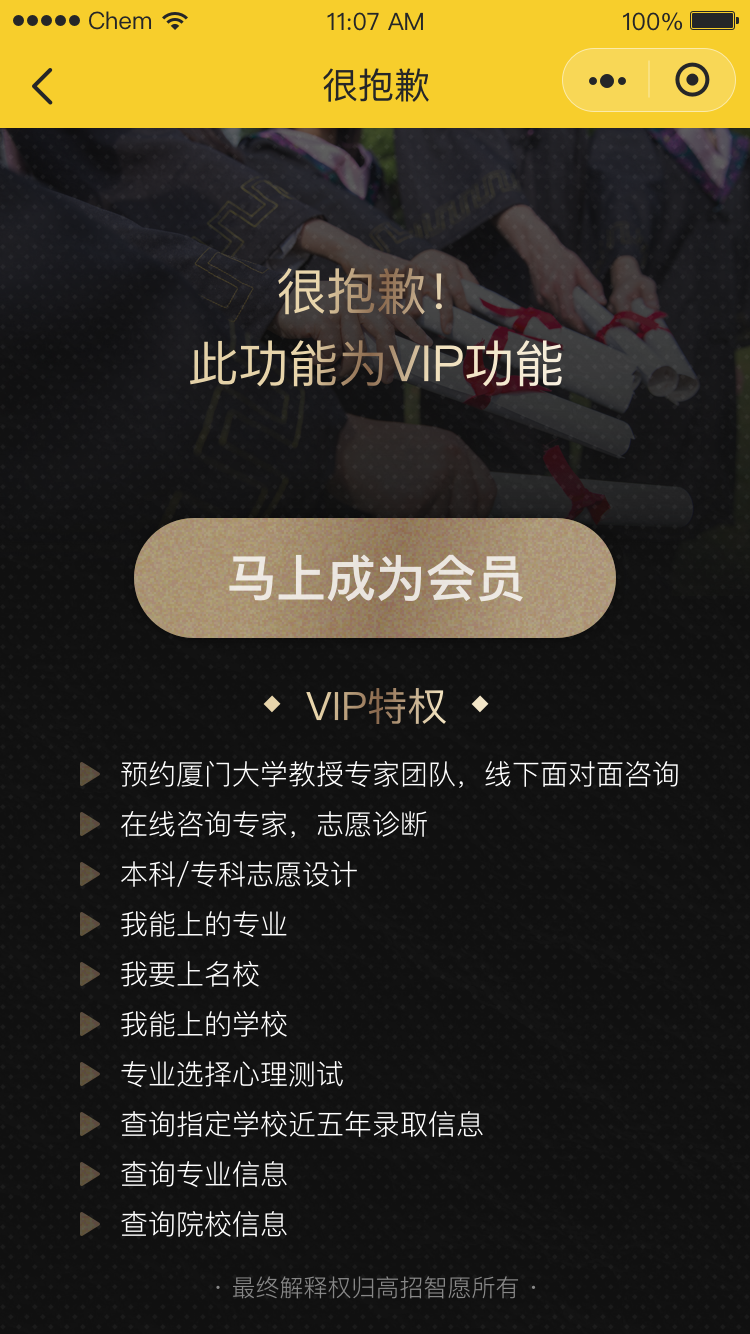 Chem
11:07 AM
100%
很抱歉
很抱歉！
此功能为VIP功能
马上成为会员
VIP特权
预约厦门大学教授专家团队，线下面对面咨询
在线咨询专家，志愿诊断
本科/专科志愿设计
我能上的专业
我要上名校
我能上的学校
专业选择心理测试
查询指定学校近五年录取信息
查询专业信息
查询院校信息
· 最终解释权归高招智愿所有 ·